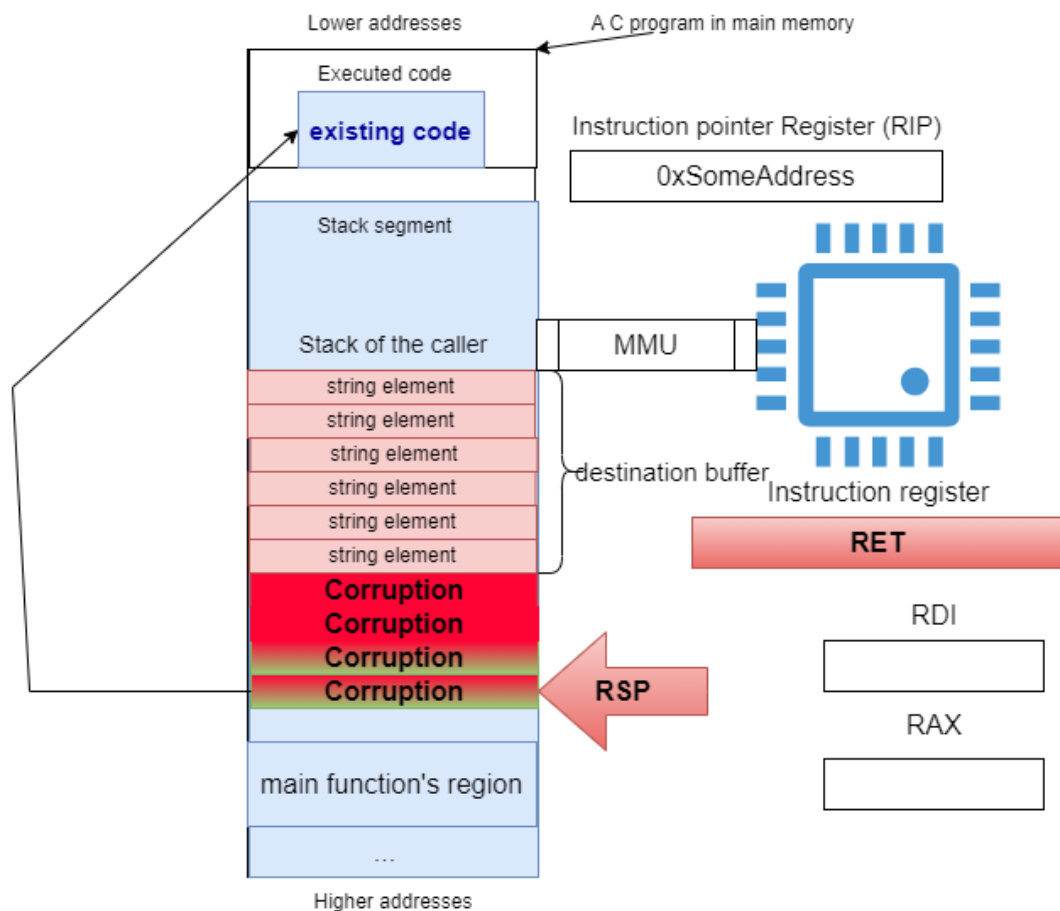 Lower addresses
A C program in main memory
Executed code
existing code
Instruction pointer Register (RIP)
0xSomeAddress
Stack segment
Stack of the caller
MMU
string element
string element
string element
string element
string element
string element
destination buffer
Instruction register
RET
Corruption
Corruption
Corruption
Corruption
RSP
RDI
RAX
main function's region
...
Higher addresses